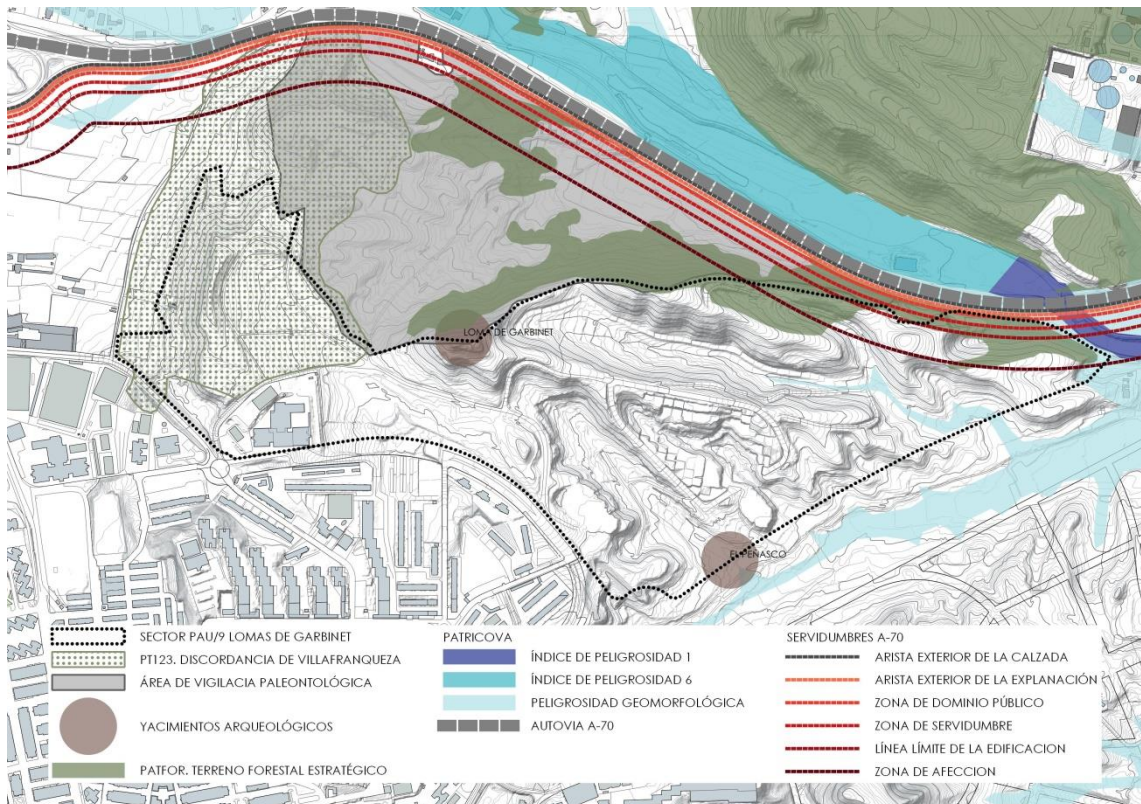 LOMA DE GARBINET
EL PEÑASCO
SECTOR PAU/9 LOMAS DE GARBINET
PT123. DISCORDANCIA DE VILLAFRANQUEZA
ÁREA DE VIGILACIA PALEONTOLÓGICA
YACIMIENTOS ARQUEOLÓGICOS
PATFOR. TERRENO FORESTAL ESTRATÉGICO
PATRICOVA
ÍNDICE DE PELIGROSIDAD 1
ÍNDICE DE PELIGROSIDAD 6
PELIGROSIDAD GEOMORFOLÓGICA
AUTOVIA A-70
SERVIDUMBRES A-70
ARISTA EXTERIOR DE LA CALZADA
ARISTA EXTERIOR DE LA EXPLANACIÓN
ZONA DE DOMINIO PÚBLICO
ZONA DE SERVIDUMBRE
LÍNEA LÍMITE DE LA EDIFICACION
ZONA DE AFECCION